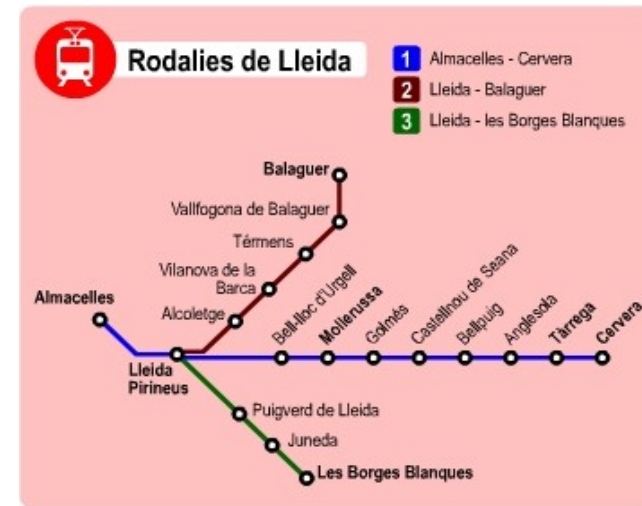 Rodalies de Lleida
1 Almacelles - Cervera
2 Lleida - Balaguer
3 Lleida - les Borges Blanques
Balaguer
Vallfogona de Balaguer
Térmens
Vilanova de la
Barca
Alcoletge
Almacelles
Lleida
Pirineus
Bell-lloc d'Urgell
Mollerussa
Golmés
Castellnou de Seana
Bellpuig
Anglesola
Tàrrega
Cervera
Puigverd de Lleida
Juneda
Les Borges Blanques